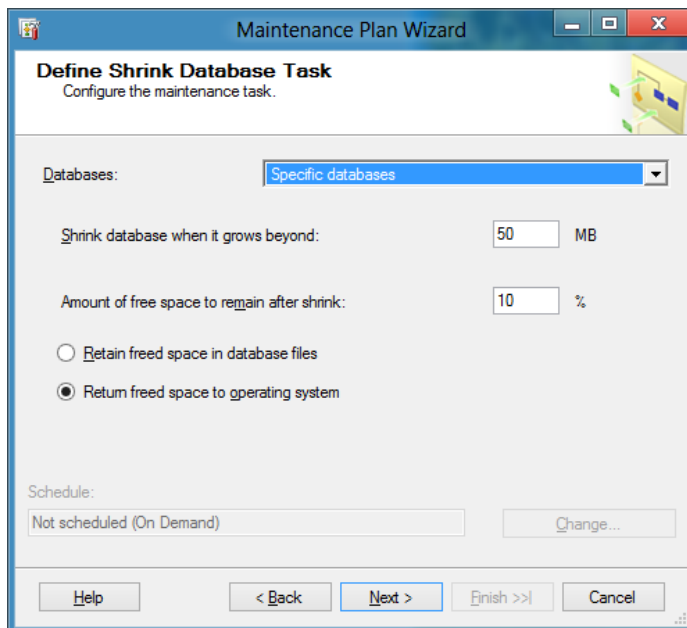 Maintenance Plan Wizard
Define Shrink Database Task
Configure the maintenance task.
Databases: Specific databases
Shrink database when it grows beyond: 50 MB
Amount of free space to remain after shrink: 10 %
Retain freed space in database files
Return freed space to operating system
Schedule:
Not scheduled (On Demand) Change...
Help < Back Next > Finish >>| Cancel